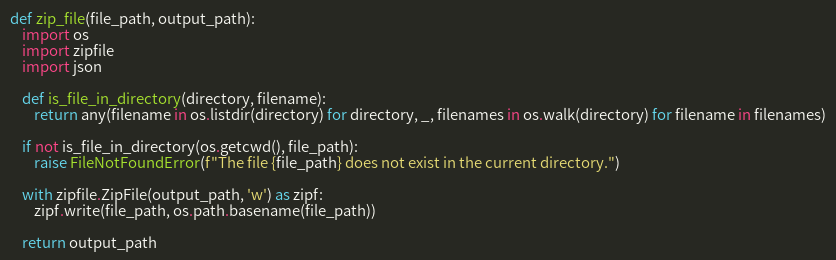 def zip_file(file_path, output_path):
    import os
    import zipfile
    import json

    def is_file_in_directory(directory, filename):
        return any(filename in os.listdir(directory) for directory, _, filenames in os.walk(directory) for filename in filenames)

    if not is_file_in_directory(os.getcwd(), file_path):
        raise FileNotFoundError(f"The file {file_path} does not exist in the current directory.")

    with zipfile.ZipFile(output_path, 'w') as zipf:
        zipf.write(file_path, os.path.basename(file_path))

    return output_path